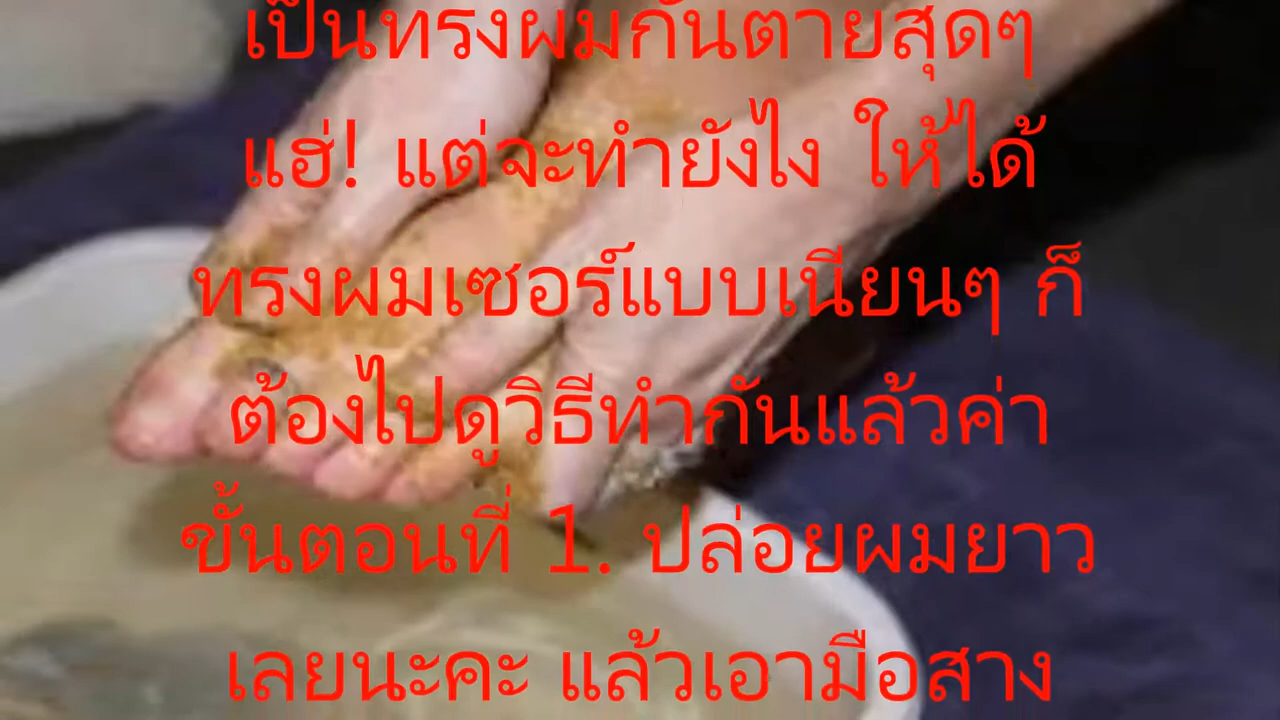 เป็นทรงผมกันตายสุดๆ
แฮ่! แต่จะทำยังไง ให้ได้
ทรงผมเซอร์แบบเนียนๆ ก็
ต้องไปดูวิธีทำกันแล้วค่า
ขั้นตอนที่ 1. ปล่อยผมยาว
เลยนะคะ แล้วเอามือสาง